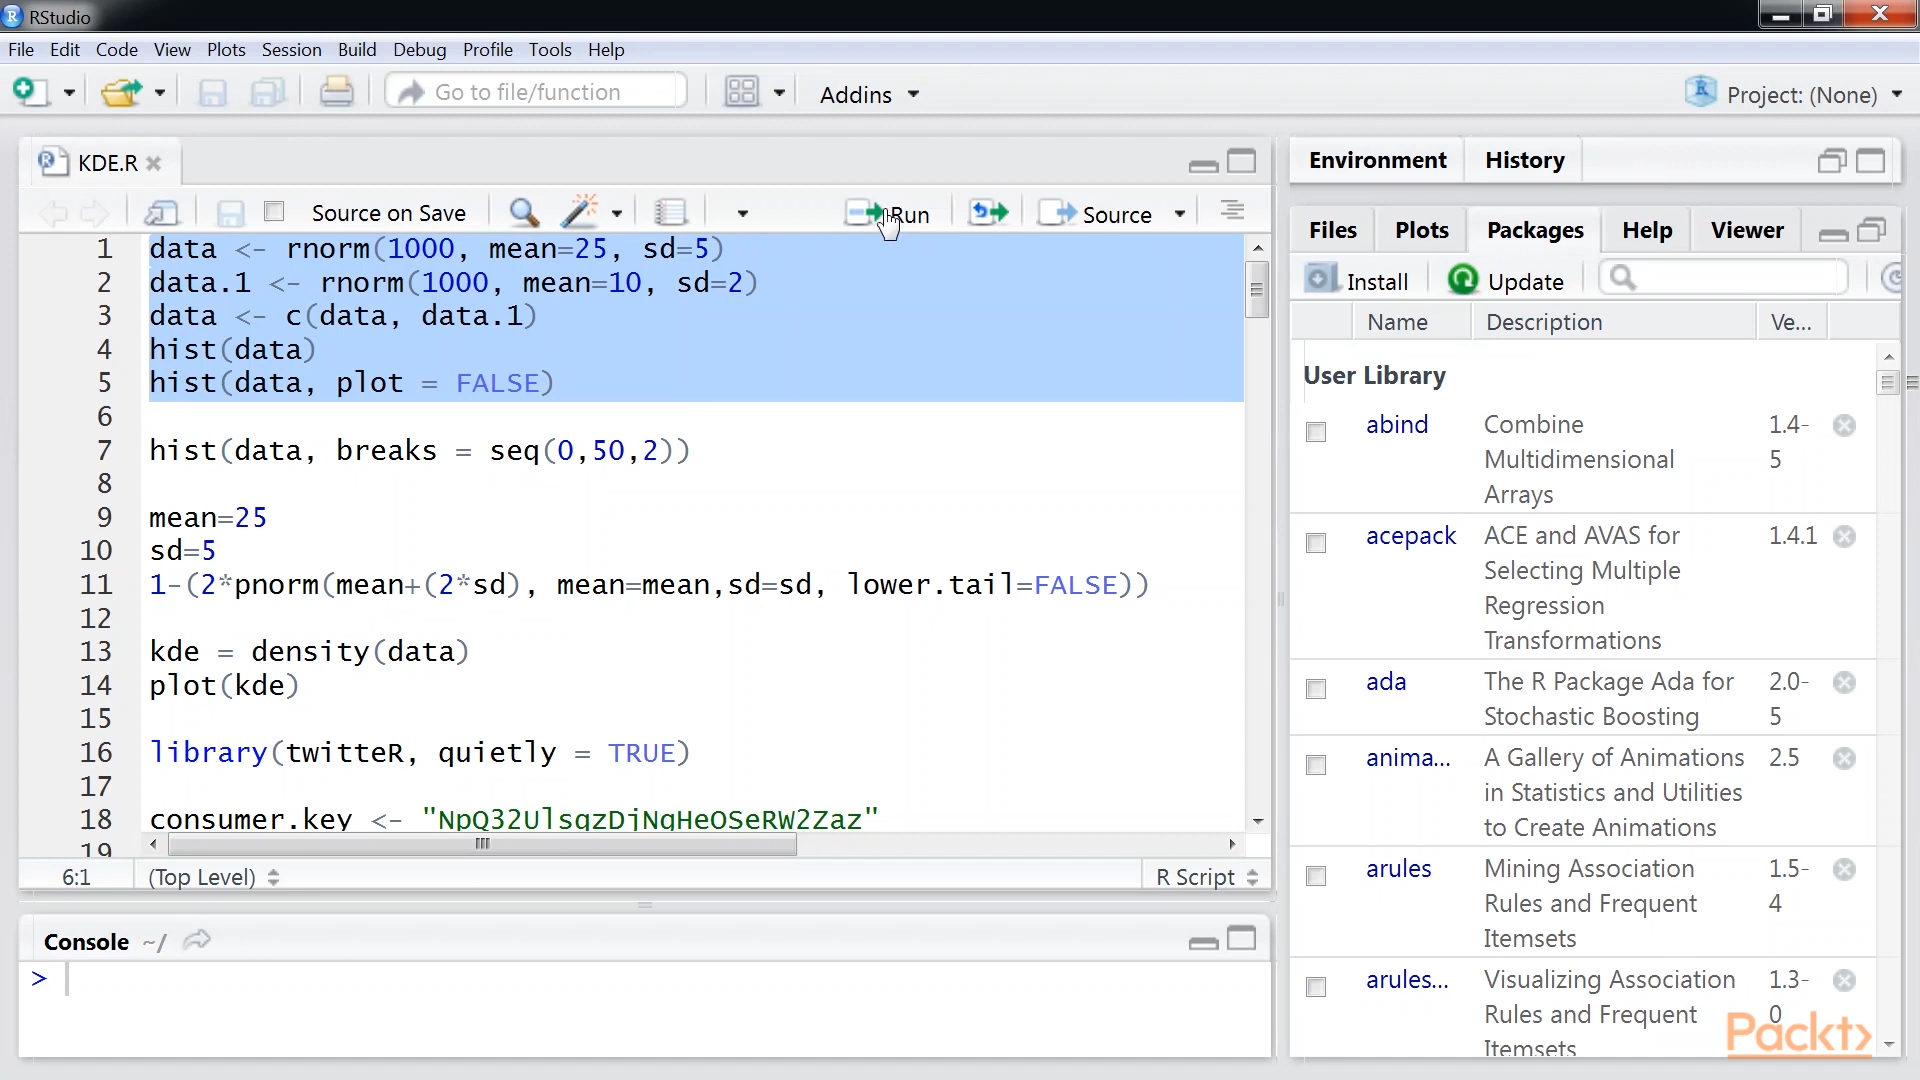 RStudio
File Edit Code View Plots Session Build Debug Profile Tools Help
Go to file/function Addins Project: (None)
KDE.R
Source on Save Run Source
1 data <- rnorm(1000, mean=25, sd=5)
2 data.1 <- rnorm(1000, mean=10, sd=2)
3 data <- c(data, data.1)
4 hist(data)
5 hist(data, plot = FALSE)
6
7 hist(data, breaks = seq(0,50,2))
8
9 mean=25
10 sd=5
11 1-(2*pnorm(mean+(2*sd), mean=mean,sd=sd, lower.tail=FALSE))
12
13 kde = density(data)
14 plot(kde)
15
16 library(twitteR, quietly = TRUE)
17
18 consumer.key <-
19
6:1 (Top Level) R Script
Console ~/
>
Environment History
Files Plots Packages Help Viewer
Install Update
Name Description Ve...
User Library
abind Combine 1.4-
Multidimensional 5
Arrays
acepack ACE and AVAS for 1.4.1
Selecting Multiple
Regression
Transformations
ada The R Package Ada for 2.0-
Stochastic Boosting 5
anima... A Gallery of Animations 2.5
in Statistics and Utilities
to Create Animations
arules Mining Association 1.5-
Rules and Frequent 4
Itemsets
arules... Visualizing Association 1.3-
Rules and Frequent 0
Itemsets
Packt>